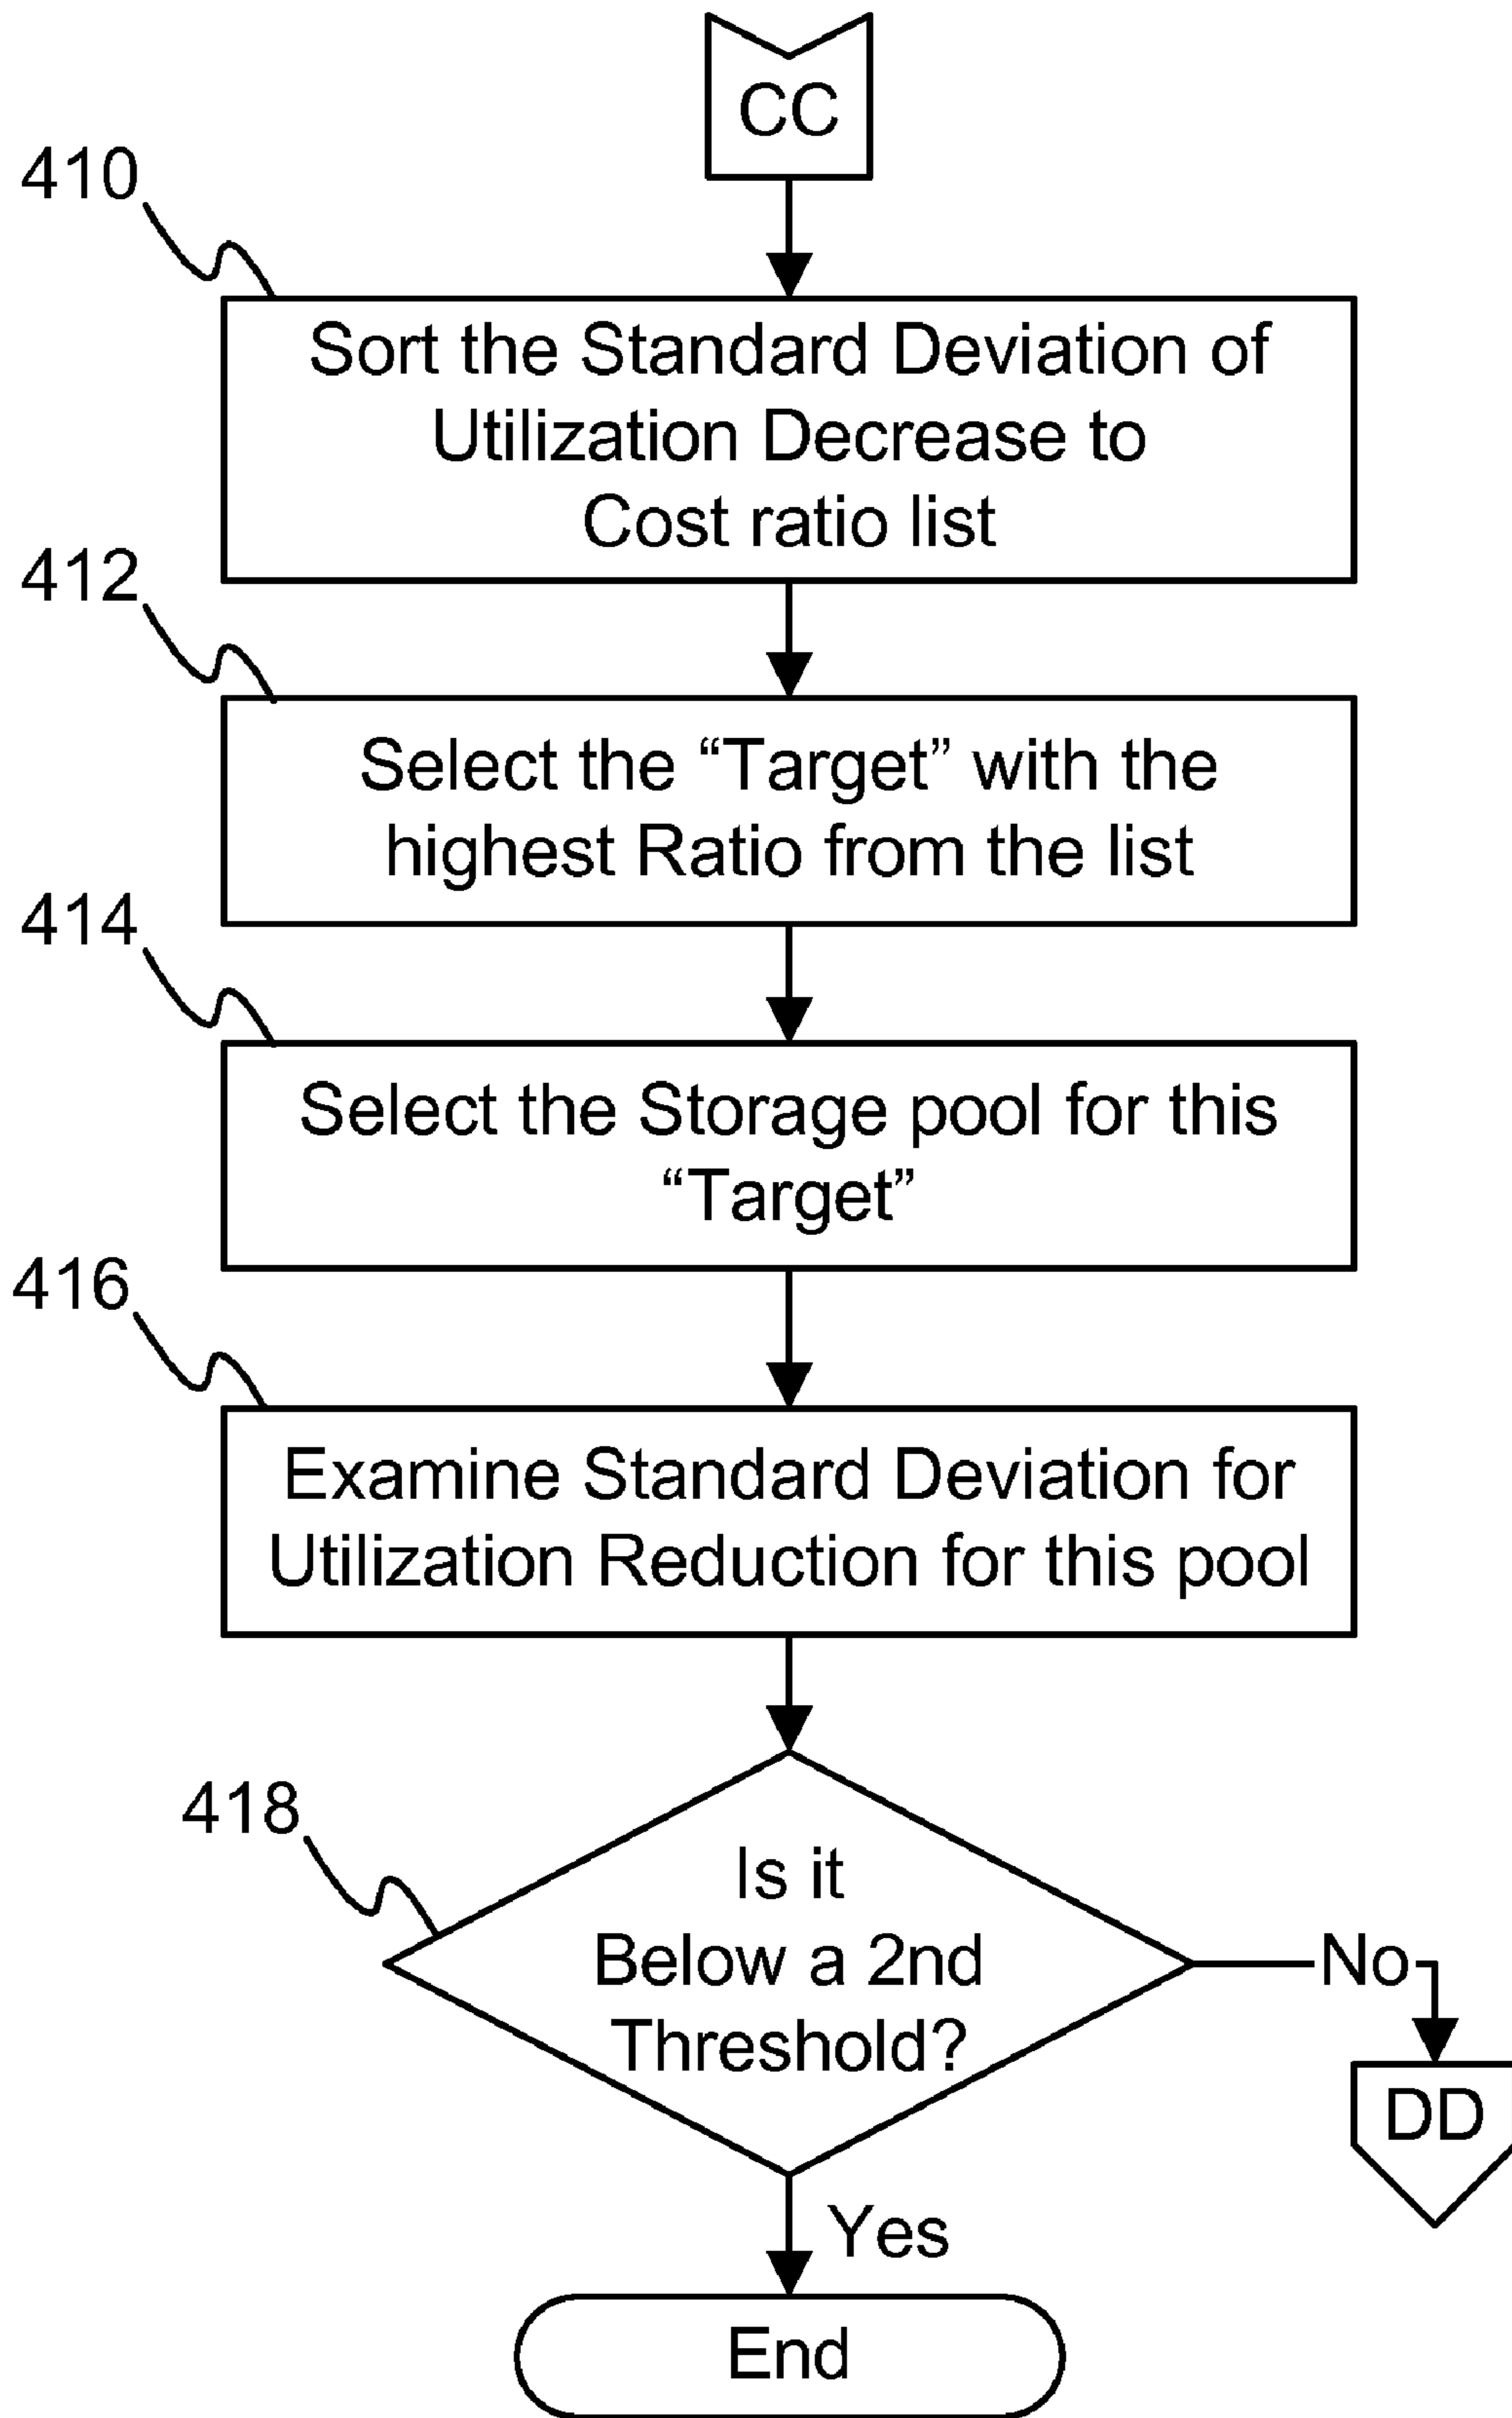 CC
410
Sort the Standard Deviation of
Utilization Decrease to
Cost ratio list
412
Select the “Target” with the
highest Ratio from the list
414
Select the Storage pool for this
“Target”
416
Examine Standard Deviation for
Utilization Reduction for this pool
418
Is it
Below a 2nd
Threshold?
No
DD
Yes
End